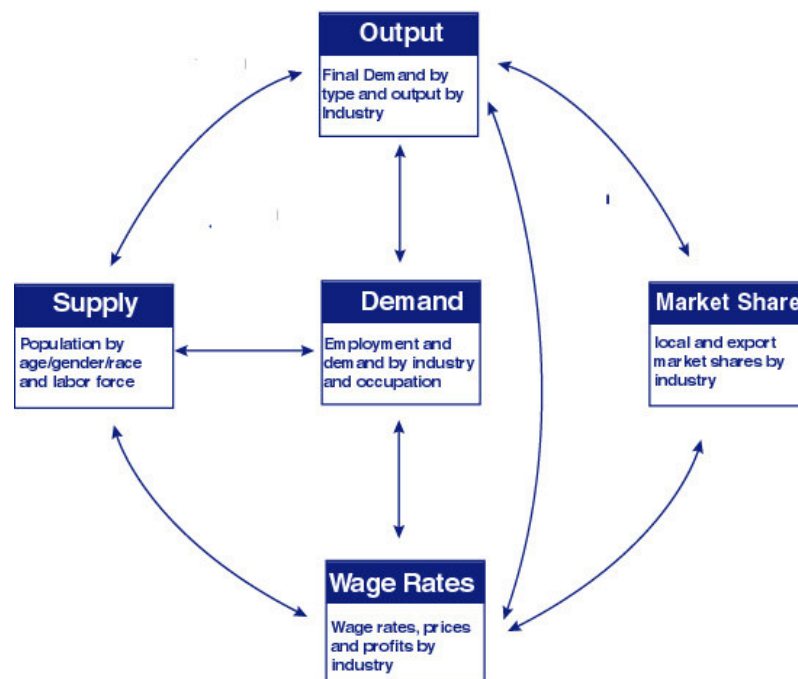 Output
Final Demand by
type and output by
Industry
Supply
Population by
age/gender/race
and labor force
Demand
Employment and
demand by industry
and occupation
Market Share
local and export
market shares by
industry
Wage Rates
Wage rates, prices
and profits by
industry